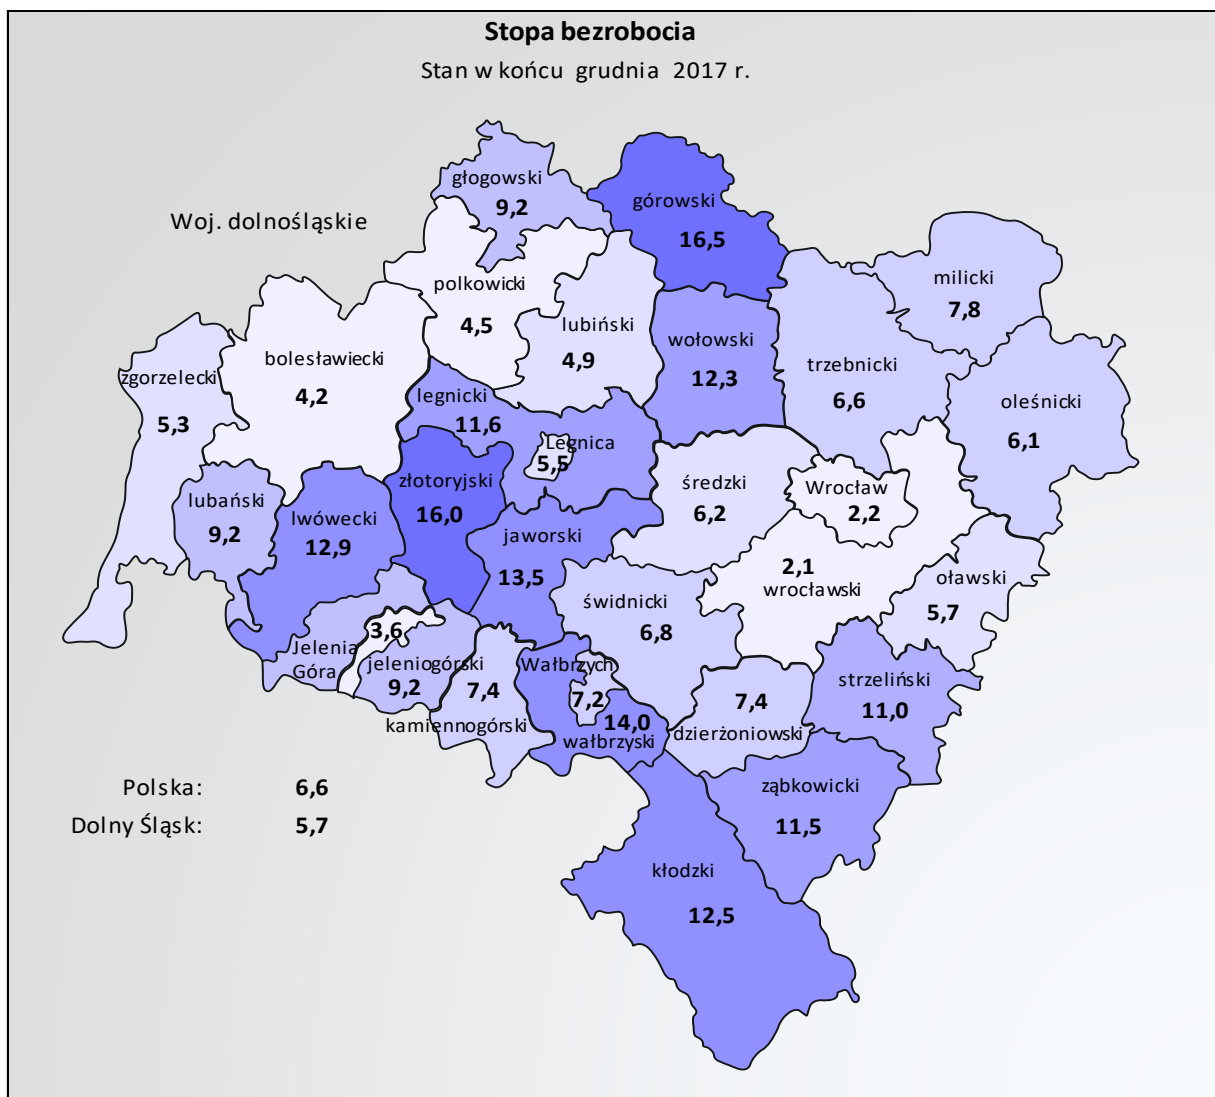 Stopa bezrobocia
Stan w końcu grudnia 2017 r.
Woj. dolnośląskie
głogowski
9,2
górowski
16,5
milicki
7,8
polkowicki
4,5
lubiński
4,9
wołowski
12,3
trzebnicki
6,6
oleśnicki
6,1
bolesławiecki
4,2
zgorzelecki
5,3
legnicki
11,6
Legnica
5,5
złotoryjski
16,0
lubański
9,2
lwówecki
12,9
jaworski
13,5
średzki
6,2
Wrocław
2,2
2,1
wrocławski
oławski
5,7
świdnicki
6,8
3,6
Jelenia
Góra
jeleniogórski
9,2
7,4
kamiennogórski
Wałbrzych
7,2
14,0
wałbrzyski
7,4
dzierżoniowski
strzeliński
11,0
ząbkowicki
11,5
kłodzki
12,5
Polska: 6,6
Dolny Śląsk: 5,7